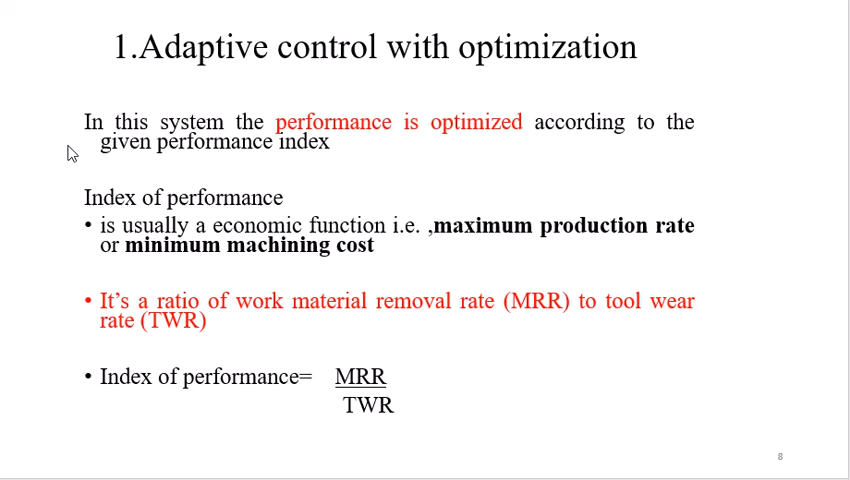 1.Adaptive control with optimization
In this system the performance is optimized according to the
given performance index
Index of performance
• is usually a economic function i.e. ,maximum production rate
or minimum machining cost
• It’s a ratio of work material removal rate (MRR) to tool wear
rate (TWR)
• Index of performance= MRR
TWR
8